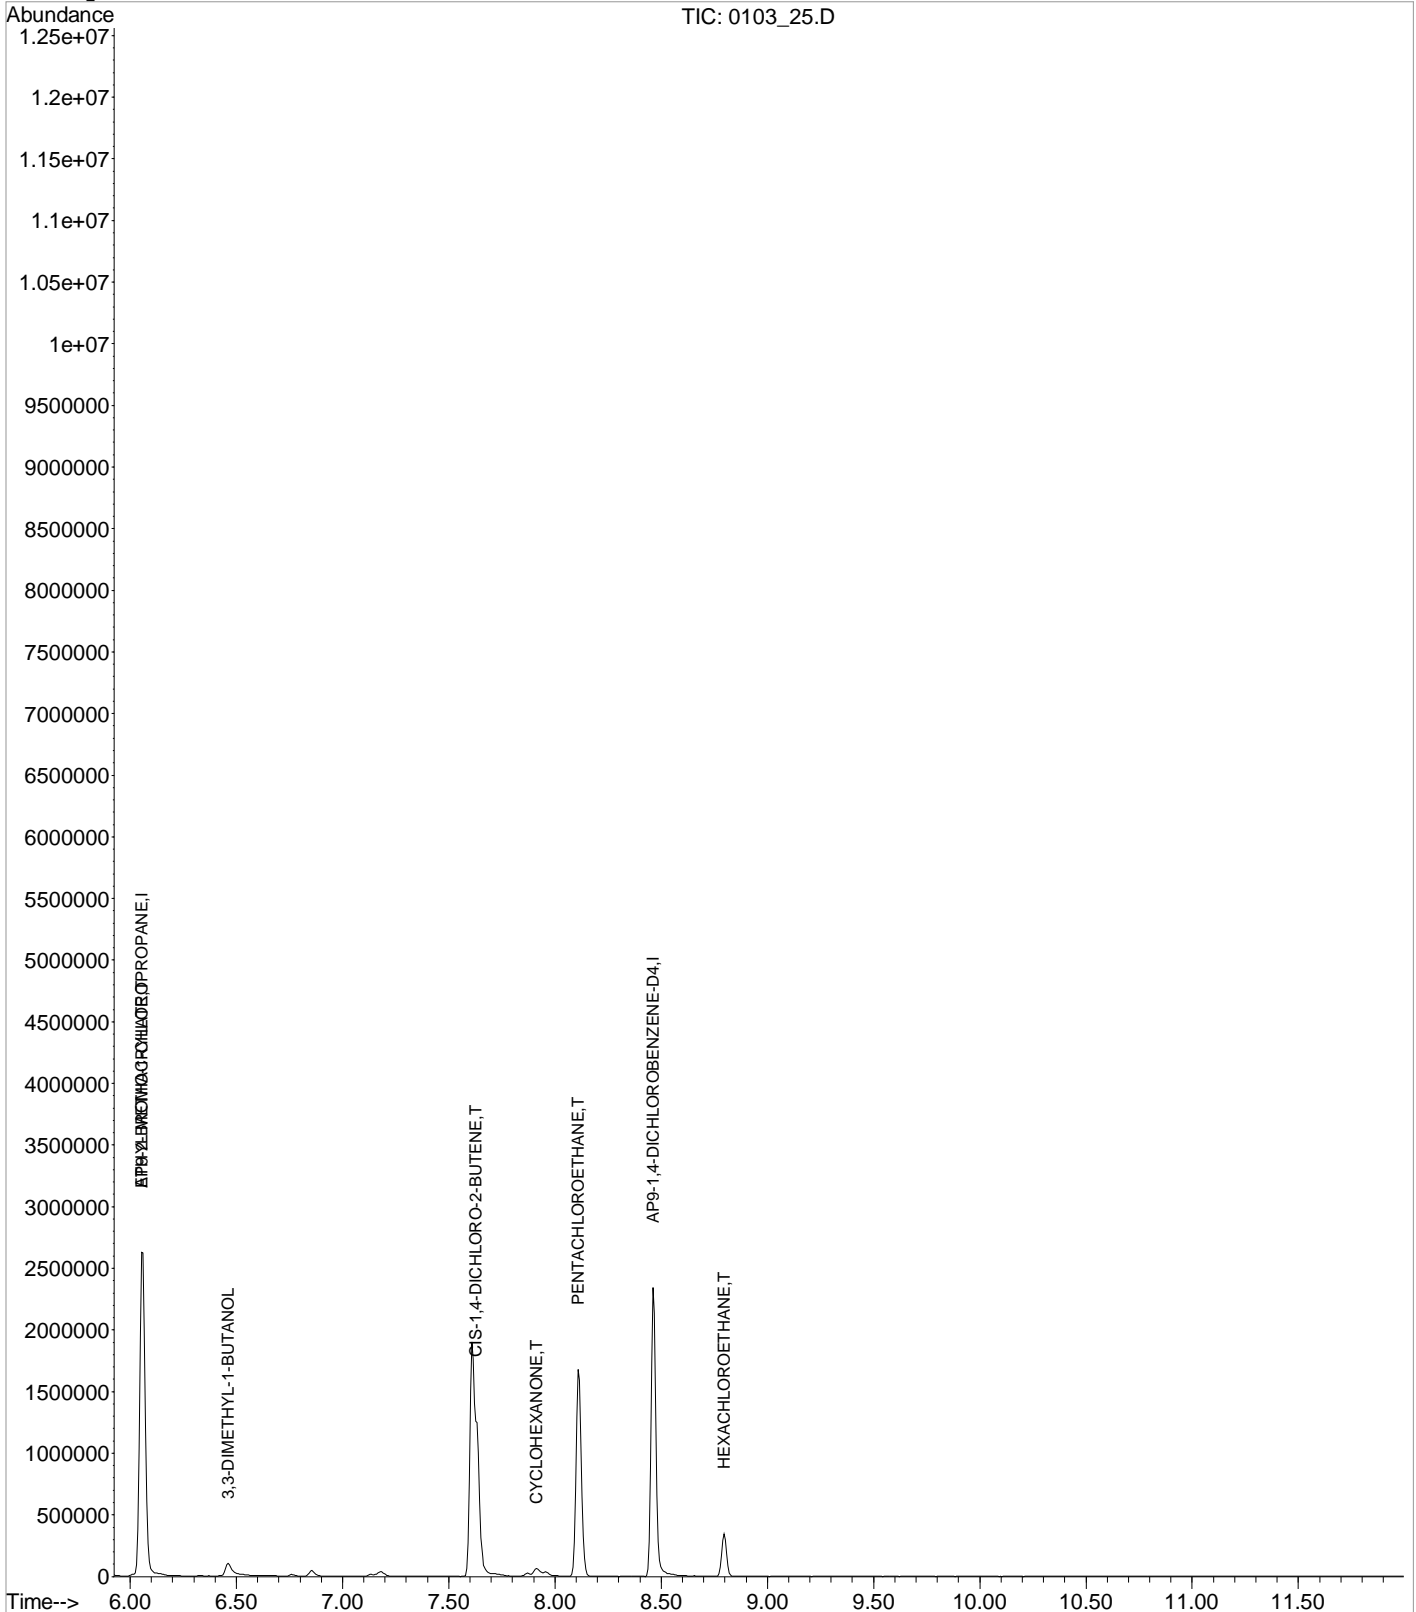 Abundance
TIC: 0103_25.D
1.25e+07
1.2e+07
1.15e+07
1.1e+07
1.05e+07
1e+07
9500000
9000000
8500000
8000000
7500000
7000000
6500000
6000000
5500000
5000000
4500000
4000000
3500000
3000000
2500000
2000000
1500000
1000000
500000
0
3,3-DIMETHYL-1-BUTANOL
CIS-1,4-DICHLORO-2-BUTENE,T
CYCLOHEXANONE,T
PENTACHLOROETHANE,T
AP9-1,4-DICHLOROBENZENE-D4,I
HEXACHLOROETHANE,T
Time-->
6.00 6.50 7.00 7.50 8.00 8.50 9.00 9.50 10.00 10.50 11.00 11.50